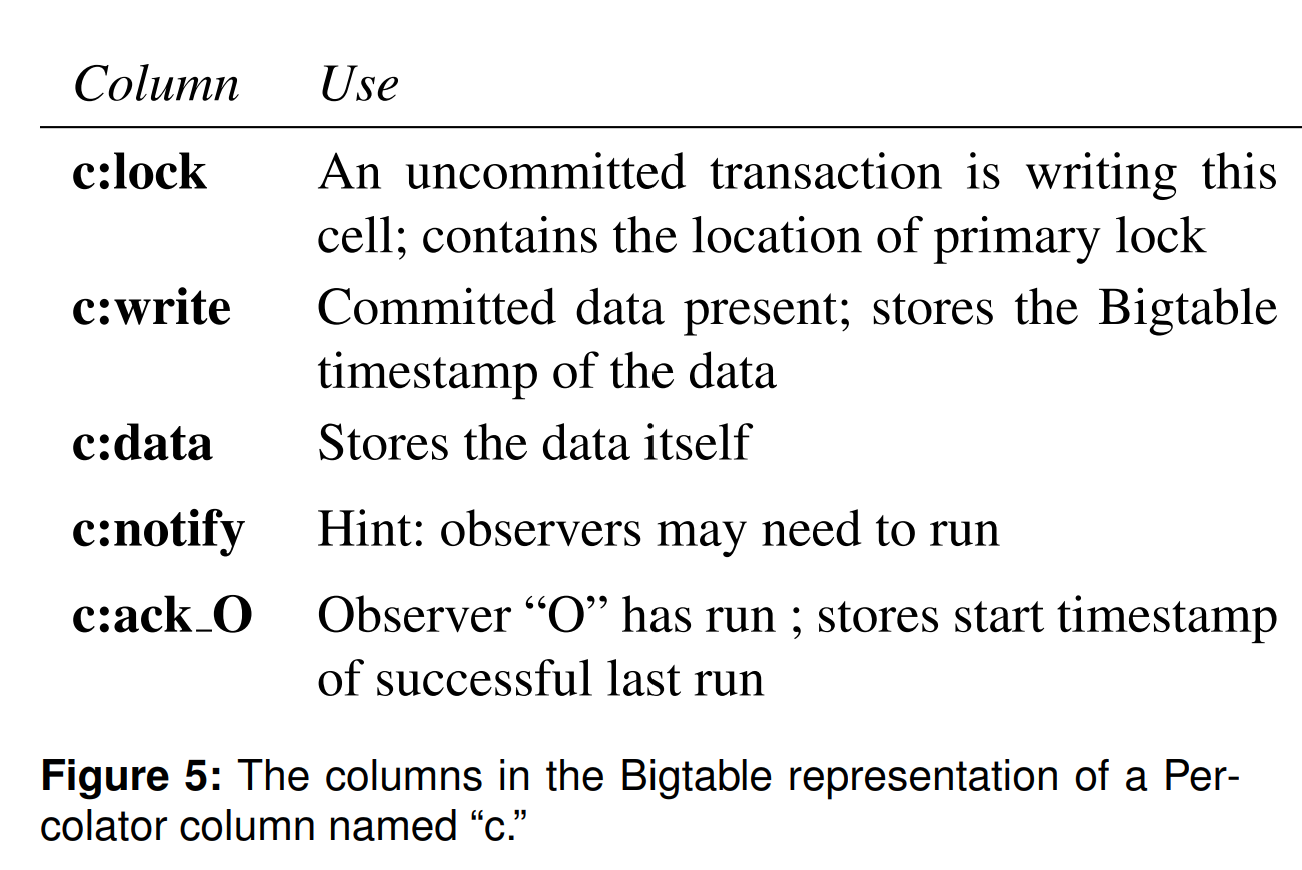 Column Use
c:lock An uncommitted transaction is writing this
cell; contains the location of primary lock
c:write Committed data present; stores the Bigtable
timestamp of the data
c:data Stores the data itself
c:notify Hint: observers may need to run
c:ack_O Observer “O” has run ; stores start timestamp
of successful last run
Figure 5: The columns in the Bigtable representation of a Per-
colator column named “c.”